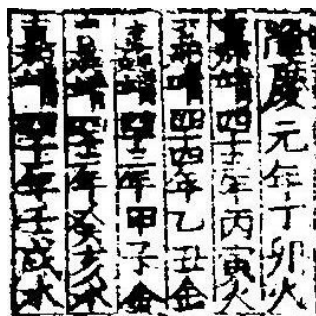 隆慶元年丁卯火
嘉靖四十五年丙寅火
嘉靖四十四年乙丑金
嘉靖四十三年甲子金
嘉靖四十二年癸亥水
嘉靖四十一年壬戌水